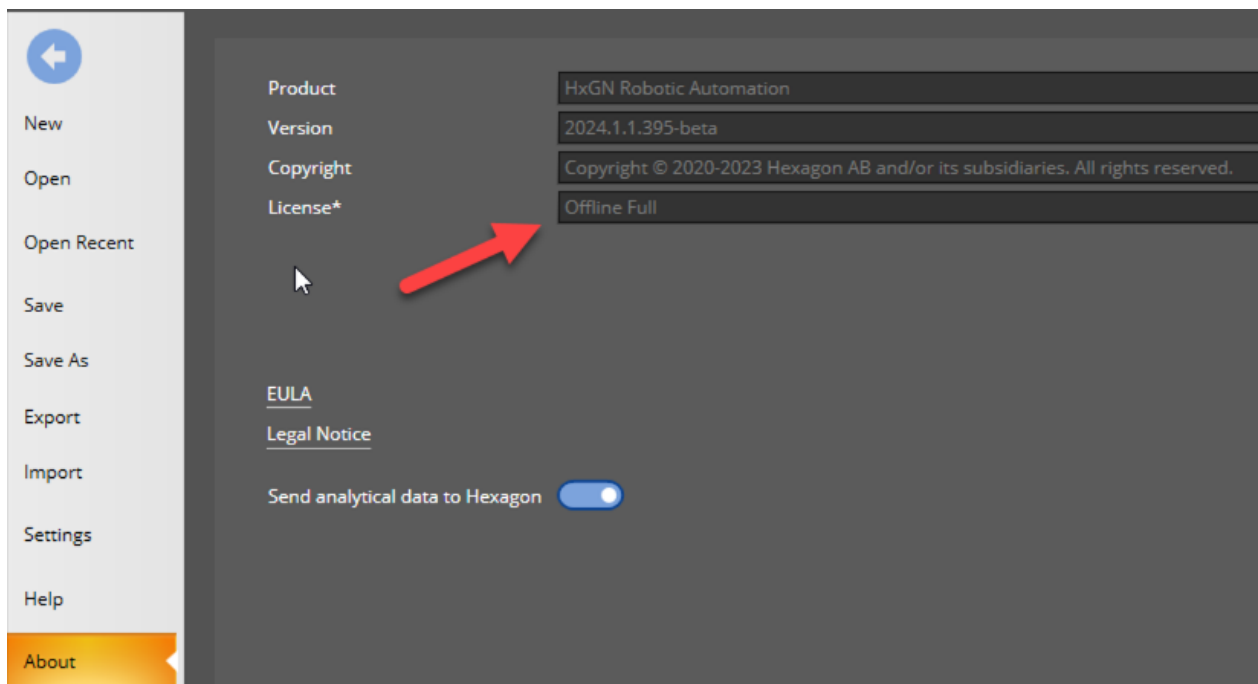 New
Open
Open Recent
Save
Save As
Export
Import
Settings
Help
About
Product HxGN Robotic Automation
Version 2024.1.1.395-beta
Copyright Copyright © 2020-2023 Hexagon AB and/or its subsidiaries. All rights reserved.
License* Offline Full
EULA
Legal Notice
Send analytical data to Hexagon